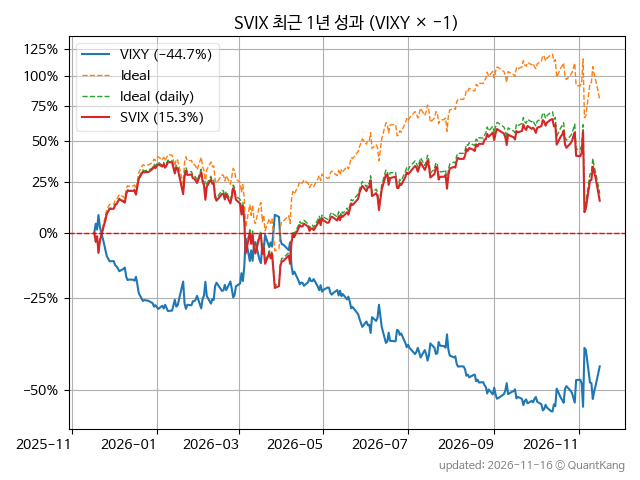 SVIX 최근 1년 성과 (VIXY × −1)
VIXY (−44.7%)
Ideal
Ideal (daily)
SVIX (15.3%)
125%
100%
75%
50%
25%
0%
−25%
−50%
2025-11
2026-01
2026-03
2026-05
2026-07
2026-09
2026-11
updated: 2026-11-16 © QuantKang